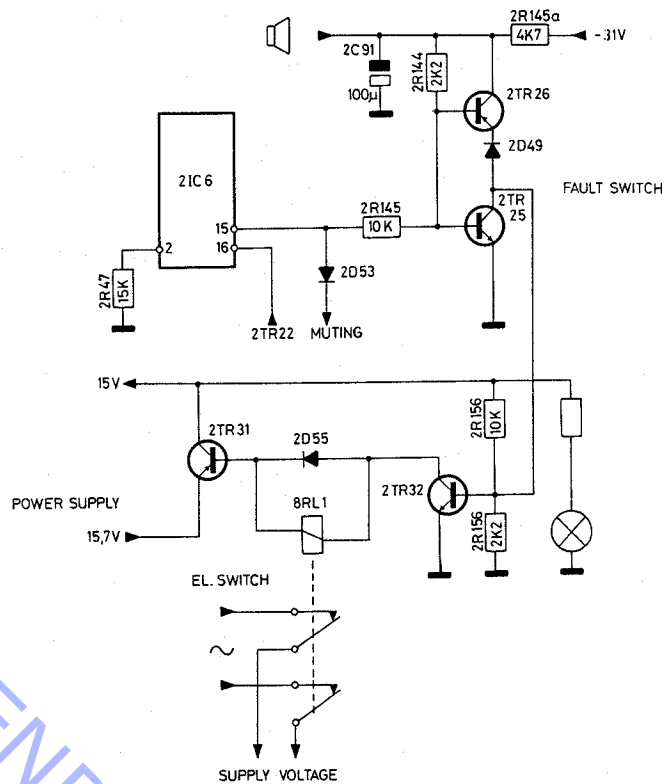 2R145a
4K7
-31V
2C91
100µ
2R144
2K2
2TR26
2D49
2IC6
FAULT SWITCH
2TR
25
2R145
10K
15
16
2
2D53
2R47
15K
2TR22
MUTING
15V
2TR31
2D55
2R156
10K
2TR32
8RL1
POWER SUPPLY
15,7V
2R156
2K2
EL. SWITCH
SUPPLY VOLTAGE